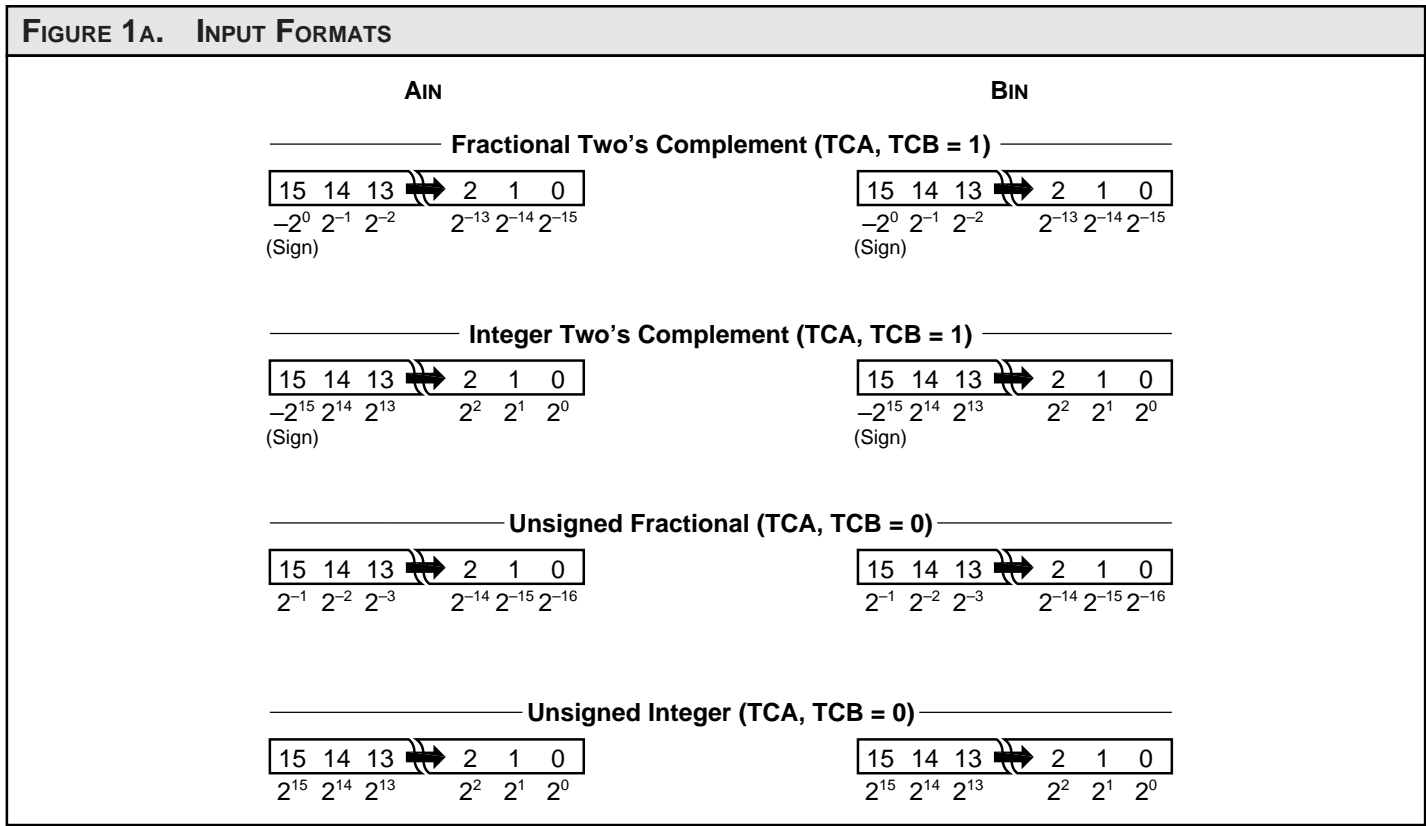 FIGURE 1A. INPUT FORMATS
AIN BIN
Fractional Two’s Complement (TCA, TCB = 1)
15 14 13 2 1 0 15 14 13 2 1 0
–2⁰ 2⁻¹ 2⁻² 2⁻¹³ 2⁻¹⁴ 2⁻¹⁵ –2⁰ 2⁻¹ 2⁻² 2⁻¹³ 2⁻¹⁴ 2⁻¹⁵
(Sign) (Sign)
Integer Two’s Complement (TCA, TCB = 1)
15 14 13 2 1 0 15 14 13 2 1 0
–2¹⁵ 2¹⁴ 2¹³ 2² 2¹ 2⁰ –2¹⁵ 2¹⁴ 2¹³ 2² 2¹ 2⁰
(Sign) (Sign)
Unsigned Fractional (TCA, TCB = 0)
15 14 13 2 1 0 15 14 13 2 1 0
2⁻¹ 2⁻² 2⁻³ 2⁻¹⁴ 2⁻¹⁵ 2⁻¹⁶ 2⁻¹ 2⁻² 2⁻³ 2⁻¹⁴ 2⁻¹⁵ 2⁻¹⁶
Unsigned Integer (TCA, TCB = 0)
15 14 13 2 1 0 15 14 13 2 1 0
2¹⁵ 2¹⁴ 2¹³ 2² 2¹ 2⁰ 2¹⁵ 2¹⁴ 2¹³ 2² 2¹ 2⁰